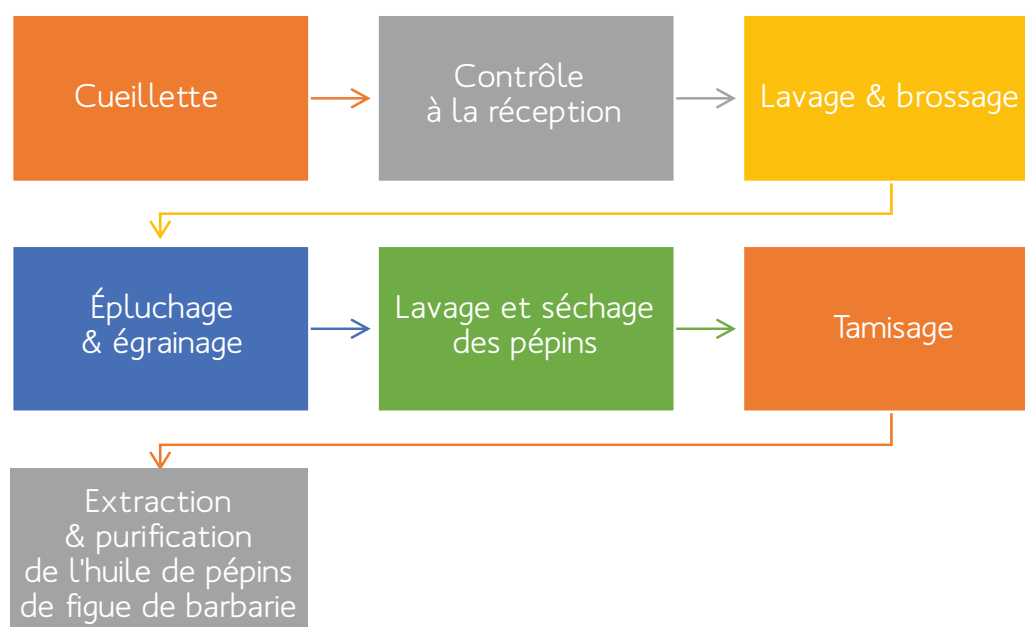 Cueillette
Contrôle
à la réception
Lavage & brossage
Épluchage
& égrainage
Lavage et séchage
des pépins
Tamisage
Extraction
& purification
de l'huile de pépins
de figue de barbarie